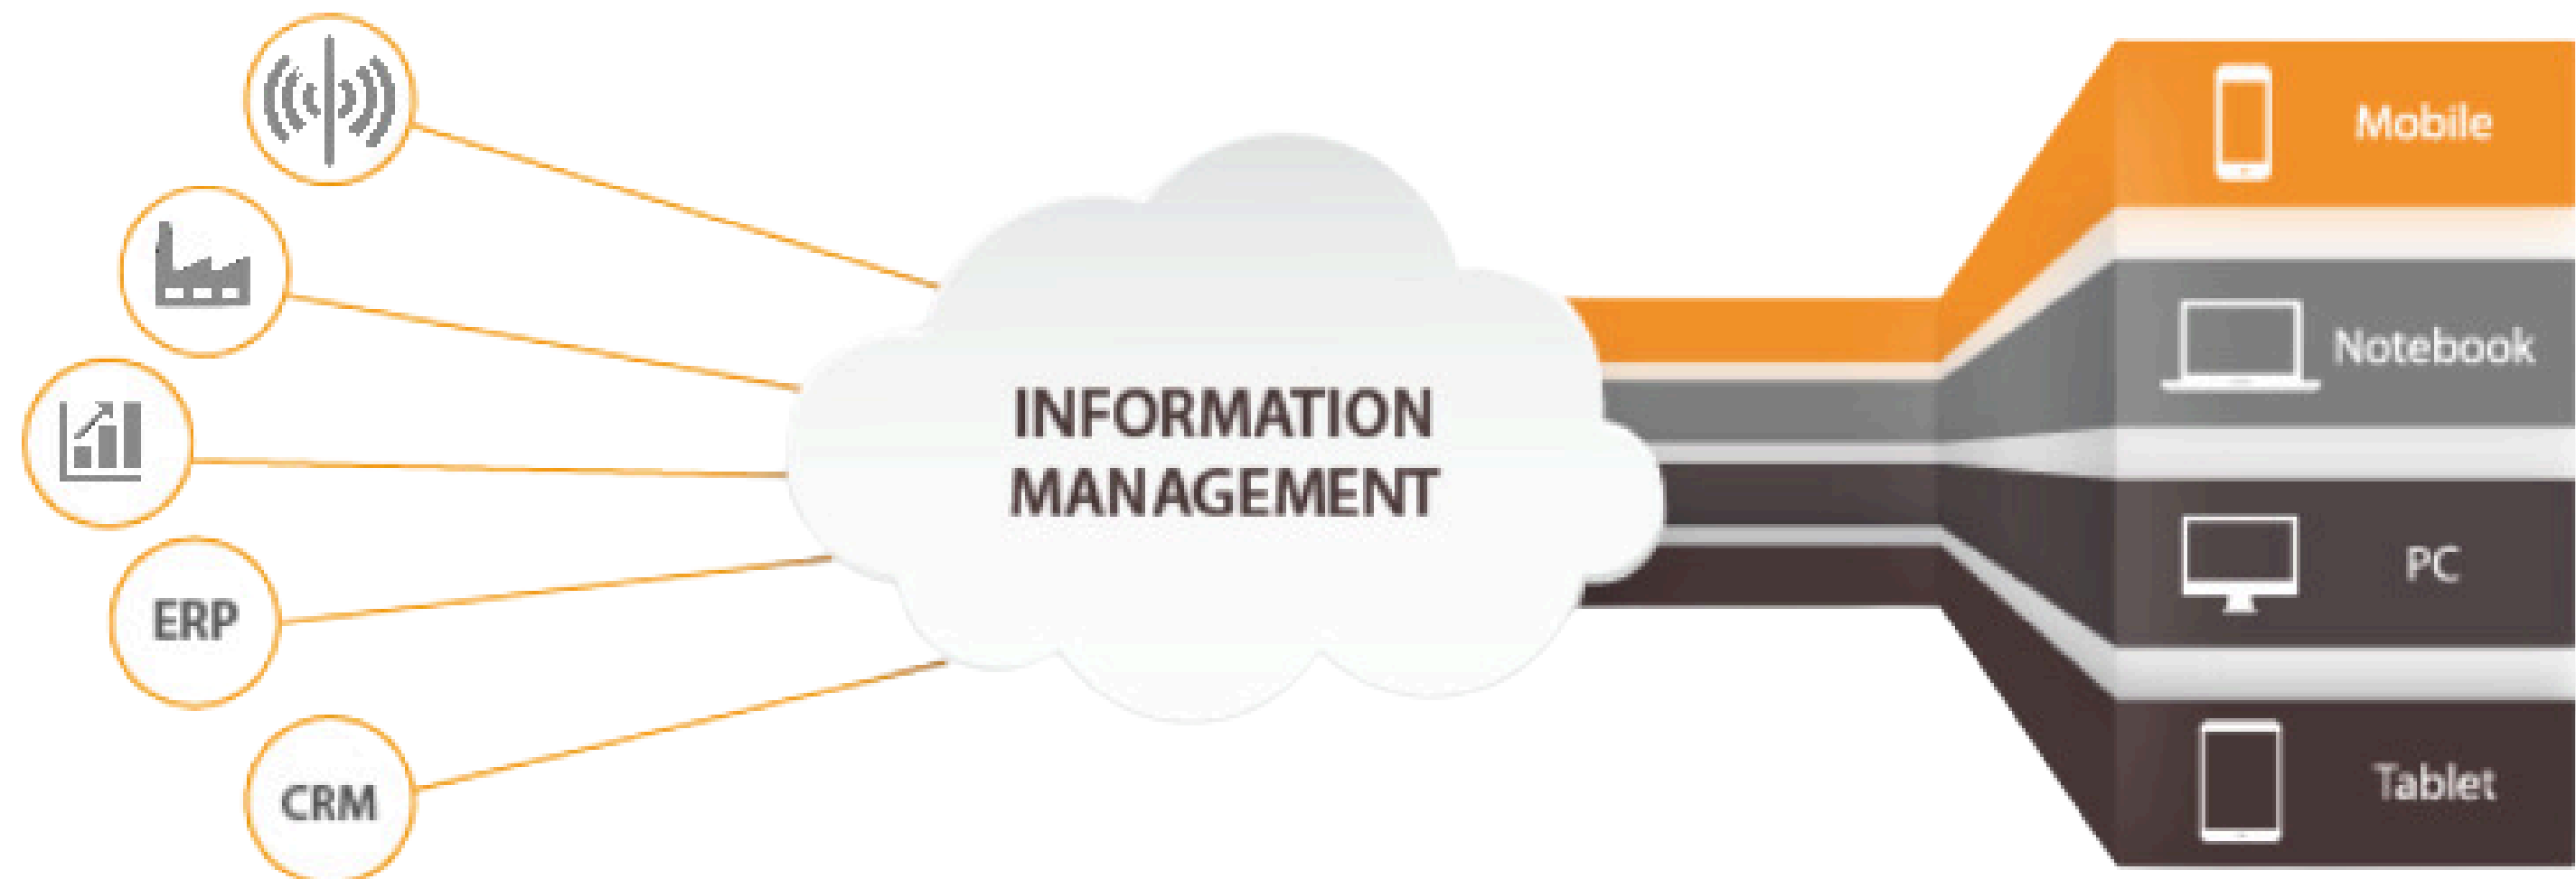 ERP
CRM
INFORMATION
MANAGEMENT
Mobile
Notebook
PC
Tablet